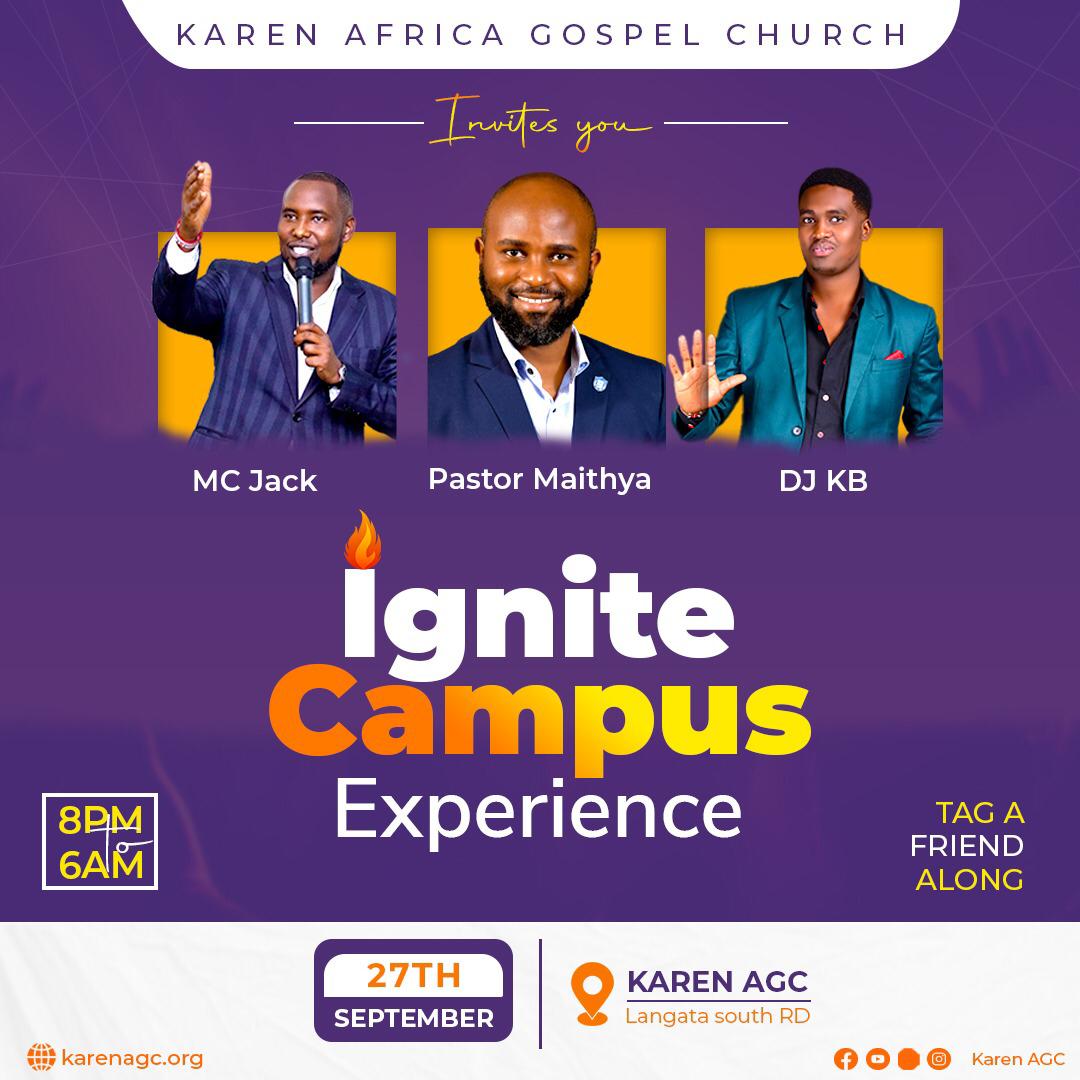 KAREN AFRICA GOSPEL CHURCH
Invites you
MC Jack
Pastor Maithya
DJ KB
Ignite
Campus
Experience
8PM
to
6AM
TAG A
FRIEND
ALONG
27TH
SEPTEMBER
KAREN AGC
Langata south RD
karenagc.org
Karen AGC